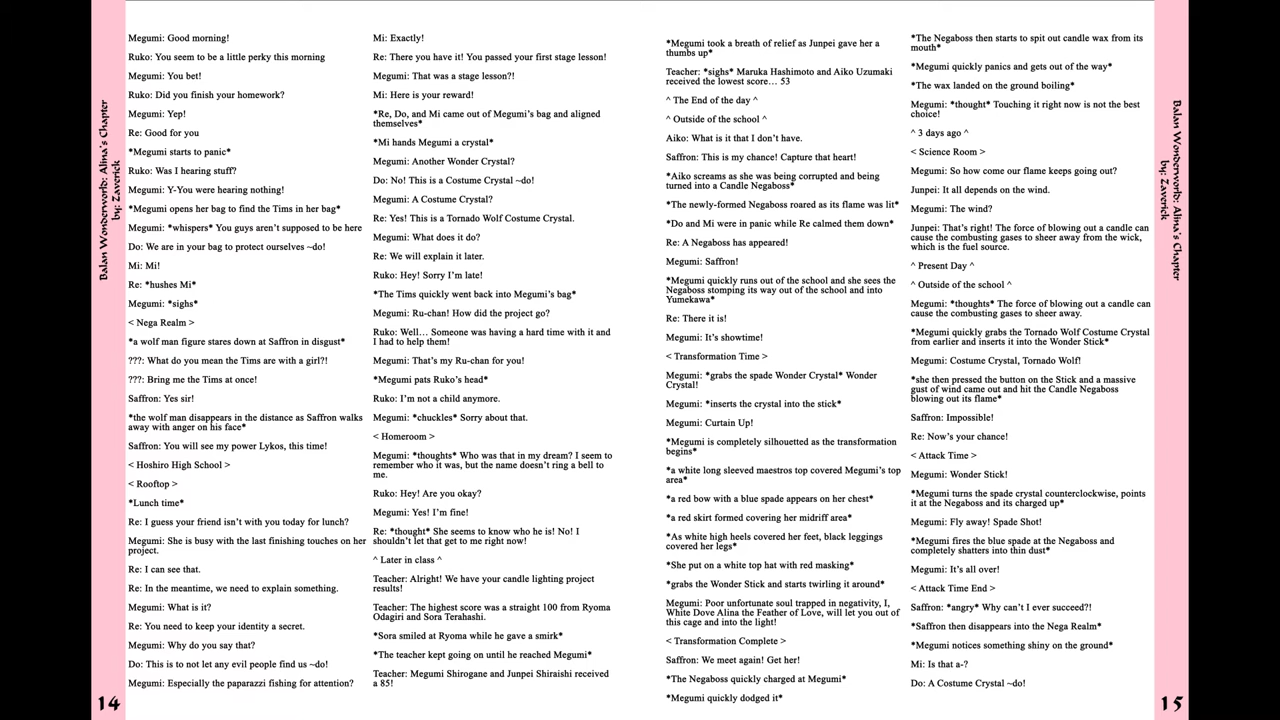 Balan Wonderworld: Alina's Chapter
by: Zaverick
14
Megumi: Good morning!
Ruko: You seem to be a little perky this morning
Megumi: You bet!
Ruko: Did you finish your homework?
Megumi: Yep!
Re: Good for you
*Megumi starts to panic*
Ruko: Was I hearing stuff?
Megumi: Y-You were hearing nothing!
*Megumi opens her bag to find the Tims in her bag*
Megumi: *whispers* You guys aren't supposed to be here
Do: We are in your bag to protect ourselves ~do!
Mi: Mi!
Re: *hushes Mi*
Megumi: *sighs*
< Nega Realm >
*a wolf man figure stares down at Saffron in disgust*
???: What do you mean the Tims are with a girl?!
???: Bring me the Tims at once!
Saffron: Yes sir!
*the wolf man disappears in the distance as Saffron walks
away with anger on his face*
Saffron: You will see my power Lykos, this time!
< Hoshiro High School >
< Rooftop >
*Lunch time*
Re: I guess your friend isn't with you today for lunch?
Megumi: She is busy with the last finishing touches on her
project.
Re: I can see that.
Re: In the meantime, we need to explain something.
Megumi: What is it?
Re: You need to keep your identity a secret.
Megumi: Why do you say that?
Do: This is to not let any evil people find us ~do!
Megumi: Especially the paparazzi fishing for attention?
Mi: Exactly!
Re: There you have it! You passed your first stage lesson!
Megumi: That was a stage lesson?!
Mi: Here is your reward!
*Re, Do, and Mi came out of Megumi's bag and aligned
themselves*
*Mi hands Megumi a crystal*
Megumi: Another Wonder Crystal?
Do: No! This is a Costume Crystal ~do!
Megumi: A Costume Crystal?
Re: Yes! This is a Tornado Wolf Costume Crystal.
Megumi: What does it do?
Re: We will explain it later.
Ruko: Hey! Sorry I'm late!
*The Tims quickly went back into Megumi's bag*
Megumi: Ru-chan! How did the project go?
Ruko: Well... Someone was having a hard time with it and
I had to help them!
Megumi: That's my Ru-chan for you!
*Megumi pats Ruko's head*
Ruko: I'm not a child anymore.
Megumi: *chuckles* Sorry about that.
< Homeroom >
Megumi: *thoughts* Who was that in my dream? I seem to
remember who it was, but the name doesn't ring a bell to
me.
Ruko: Hey! Are you okay?
Megumi: Yes! I'm fine!
Re: *thought* She seems to know who he is! No! I
shouldn't let that get to me right now!
^ Later in class ^
Teacher: Alright! We have your candle lighting project
results!
Teacher: The highest score was a straight 100 from Ryoma
Odagiri and Sora Terahashi.
*Sora smiled at Ryoma while he gave a smirk*
*The teacher kept going on until he reached Megumi*
Teacher: Megumi Shirogane and Junpei Shiraishi received
a 85!
*Megumi took a breath of relief as Junpei gave her a
thumbs up*
Teacher: *sighs* Maruka Hashimoto and Aiko Uzumaki
received the lowest score... 53
^ The End of the day ^
^ Outside of the school ^
Aiko: What is it that I don't have.
Saffron: This is my chance! Capture that heart!
*Aiko screams as she was being corrupted and being
turned into a Candle Negaboss*
*The newly-formed Negaboss roared as its flame was lit*
*Do and Mi were in panic while Re calmed them down*
Re: A Negaboss has appeared!
Megumi: Saffron!
*Megumi quickly runs out of the school and she sees the
Negaboss stomping its way out of the school and into
Yumekawa*
Re: There it is!
Megumi: It's showtime!
< Transformation Time >
Megumi: *grabs the spade Wonder Crystal* Wonder
Crystal!
Megumi: *inserts the crystal into the stick*
Megumi: Curtain Up!
*Megumi is completely silhouetted as the transformation
begins*
*a white long sleeved maestros top covered Megumi's top
area*
*a red bow with a blue spade appears on her chest*
*a red skirt formed covering her midriff area*
*As white high heels covered her feet, black leggings
covered her legs*
*She put on a white top hat with red masking*
*grabs the Wonder Stick and starts twirling it around*
Megumi: Poor unfortunate soul trapped in negativity, I,
White Dove Alina the Feather of Love, will let you out of
this cage and into the light!
< Transformation Complete >
Saffron: We meet again! Get her!
*The Negaboss quickly charged at Megumi*
*Megumi quickly dodged it*
*The Negaboss then starts to spit out candle wax from its
mouth*
*Megumi quickly panics and gets out of the way*
*The wax landed on the ground boiling*
Megumi: *thought* Touching it right now is not the best
choice!
^ 3 days ago ^
< Science Room >
Megumi: So how come our flame keeps going out?
Junpei: It all depends on the wind.
Megumi: The wind?
Junpei: That's right! The force of blowing out a candle can
cause the combusting gases to sheer away from the wick,
which is the fuel source.
^ Present Day ^
^ Outside of the school ^
Megumi: *thoughts* The force of blowing out a candle can
cause the combusting gases to sheer away.
*Megumi quickly grabs the Tornado Wolf Costume Crystal
from earlier and inserts it into the Wonder Stick*
Megumi: Costume Crystal, Tornado Wolf!
*she then pressed the button on the Stick and a massive
gust of wind came out and hit the Candle Negaboss
blowing out its flame*
Saffron: Impossible!
Re: Now's your chance!
< Attack Time >
Megumi: Wonder Stick!
*Megumi turns the spade crystal counterclockwise, points
it at the Negaboss and its charged up*
Megumi: Fly away! Spade Shot!
*Megumi fires the blue spade at the Negaboss and
completely shatters into thin dust*
Megumi: It's all over!
< Attack Time End >
Saffron: *angry* Why can't I ever succeed?!
*Saffron then disappears into the Nega Realm*
*Megumi notices something shiny on the ground*
Mi: Is that a-?
Do: A Costume Crystal ~do!
Balan Wonderworld: Alina's Chapter
by: Zaverick
15